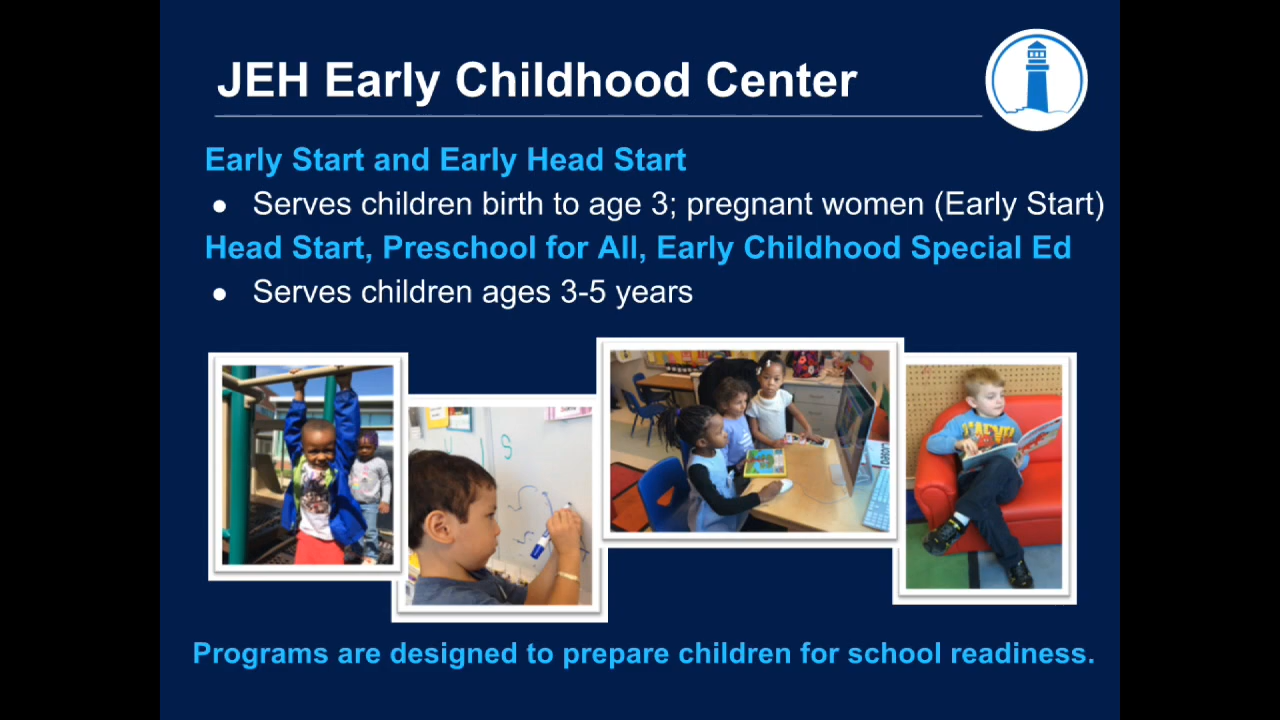 JEH Early Childhood Center
Early Start and Early Head Start
● Serves children birth to age 3; pregnant women (Early Start)
Head Start, Preschool for All, Early Childhood Special Ed
● Serves children ages 3-5 years
U I S
Programs are designed to prepare children for school readiness.